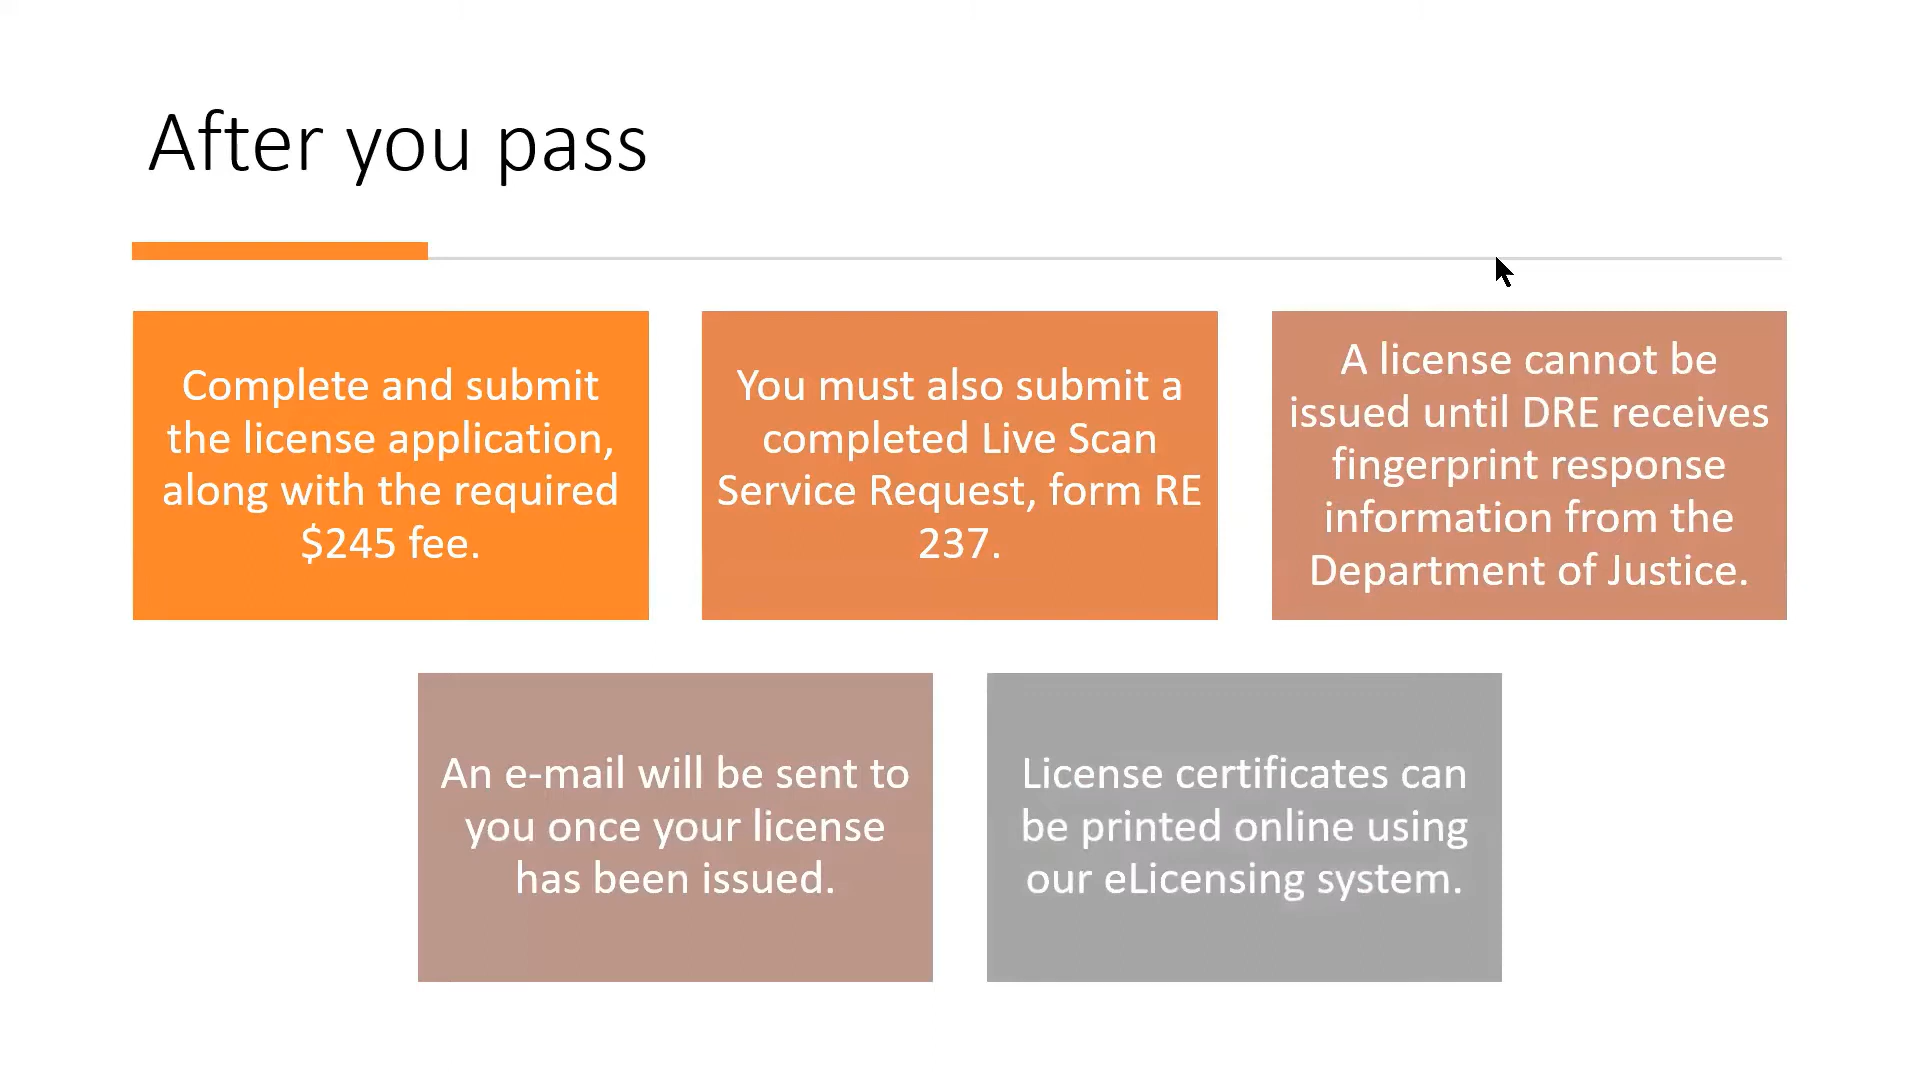 After you pass
Complete and submit
the license application,
along with the required
$245 fee.
You must also submit a
completed Live Scan
Service Request, form RE
237.
A license cannot be
issued until DRE receives
fingerprint response
information from the
Department of Justice.
An e-mail will be sent to
you once your license
has been issued.
License certificates can
be printed online using
our eLicensing system.